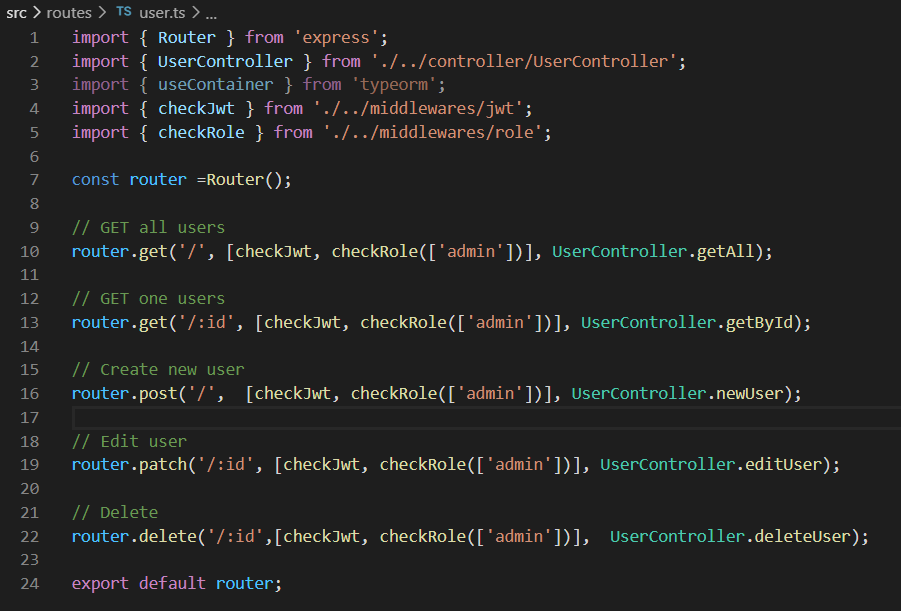 src > routes > TS user.ts > ...
1 import { Router } from 'express';
2 import { UserController } from './../controller/UserController';
3 import { useContainer } from 'typeorm';
4 import { checkJwt } from './../middlewares/jwt';
5 import { checkRole } from './../middlewares/role';
6
7 const router =Router();
8
9 // GET all users
10 router.get('/', [checkJwt, checkRole(['admin'])], UserController.getAll);
11
12 // GET one users
13 router.get('/:id', [checkJwt, checkRole(['admin'])], UserController.getById);
14
15 // Create new user
16 router.post('/',  [checkJwt, checkRole(['admin'])], UserController.newUser);
17
18 // Edit user
19 router.patch('/:id', [checkJwt, checkRole(['admin'])], UserController.editUser);
20
21 // Delete
22 router.delete('/:id',[checkJwt, checkRole(['admin'])],  UserController.deleteUser);
23
24 export default router;